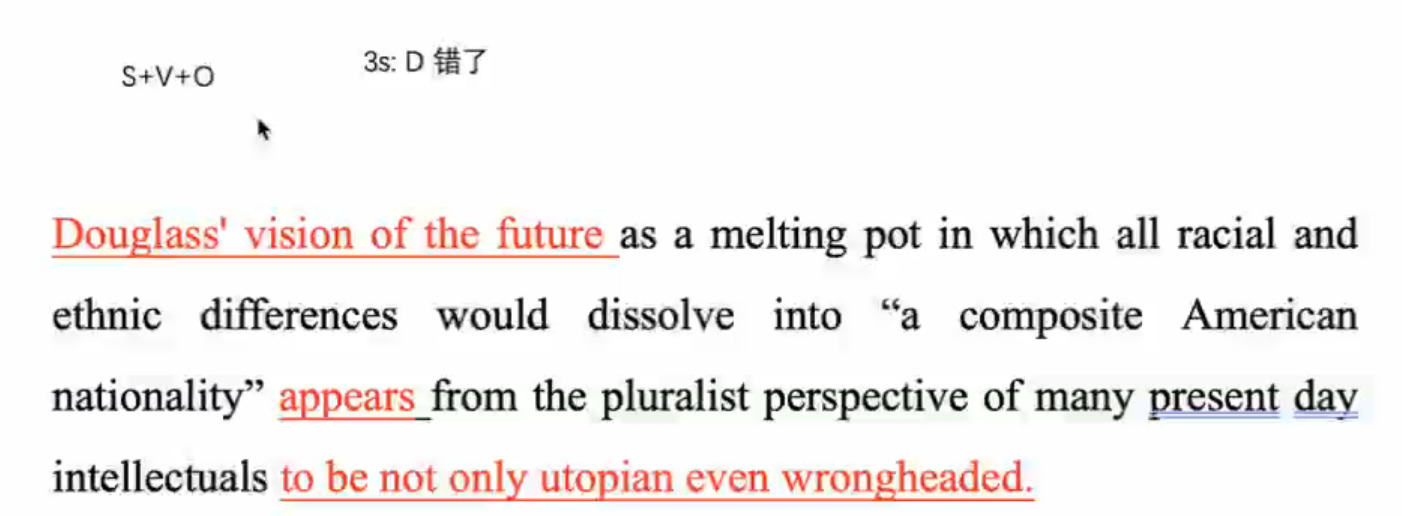 S+V+O
3s: D 错了
Douglass' vision of the future as a melting pot in which all racial and
ethnic differences would dissolve into “a composite American
nationality” appears from the pluralist perspective of many present day
intellectuals to be not only utopian even wrongheaded.